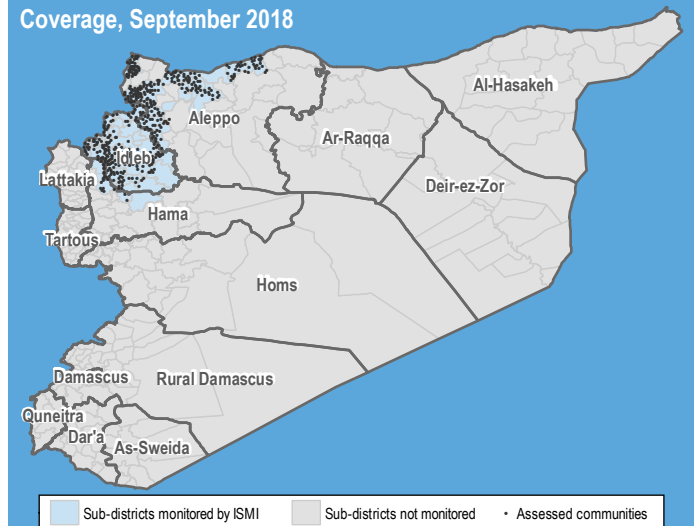 Coverage, September 2018
Al-Hasakeh
Aleppo
Ar-Raqqa
Idleb
Lattakia
Deir-ez-Zor
Hama
Tartous
Homs
Damascus
Rural Damascus
Quneitra
Dar'a
As-Sweida
Sub-districts monitored by ISMI Sub-districts not monitored Assessed communities